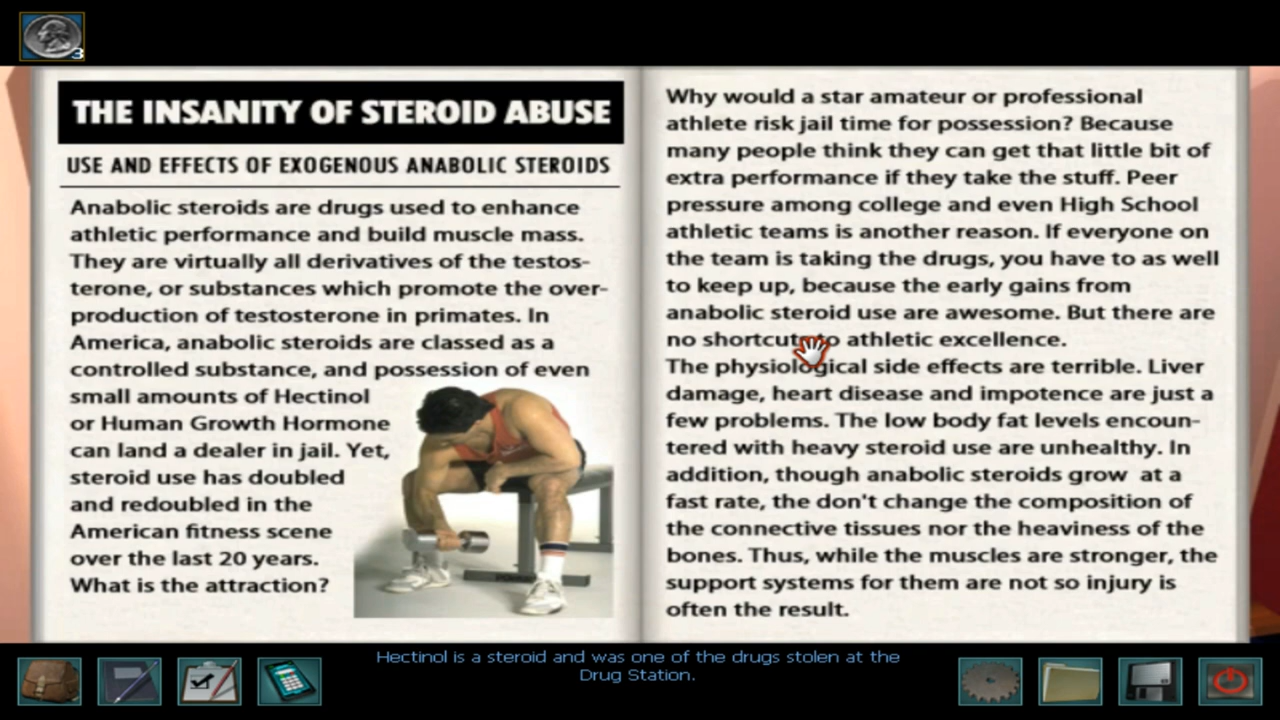 3
THE INSANITY OF STEROID ABUSE
USE AND EFFECTS OF EXOGENOUS ANABOLIC STEROIDS
Anabolic steroids are drugs used to enhance
athletic performance and build muscle mass.
They are virtually all derivatives of the testos-
terone, or substances which promote the over-
production of testosterone in primates. In
America, anabolic steroids are classed as a
controlled substance, and possession of even
small amounts of Hectinol
or Human Growth Hormone
can land a dealer in jail. Yet,
steroid use has doubled
and redoubled in the
American fitness scene
over the last 20 years.
What is the attraction?
Why would a star amateur or professional
athlete risk jail time for possession? Because
many people think they can get that little bit of
extra performance if they take the stuff. Peer
pressure among college and even High School
athletic teams is another reason. If everyone on
the team is taking the drugs, you have to as well
to keep up, because the early gains from
anabolic steroid use are awesome. But there are
no shortcuts to athletic excellence.
The physiological side effects are terrible. Liver
damage, heart disease and impotence are just a
few problems. The low body fat levels encoun-
tered with heavy steroid use are unhealthy. In
addition, though anabolic steroids grow at a
fast rate, the don't change the composition of
the connective tissues nor the heaviness of the
bones. Thus, while the muscles are stronger, the
support systems for them are not so injury is
often the result.
Hectinol is a steroid and was one of the drugs stolen at the
Drug Station.